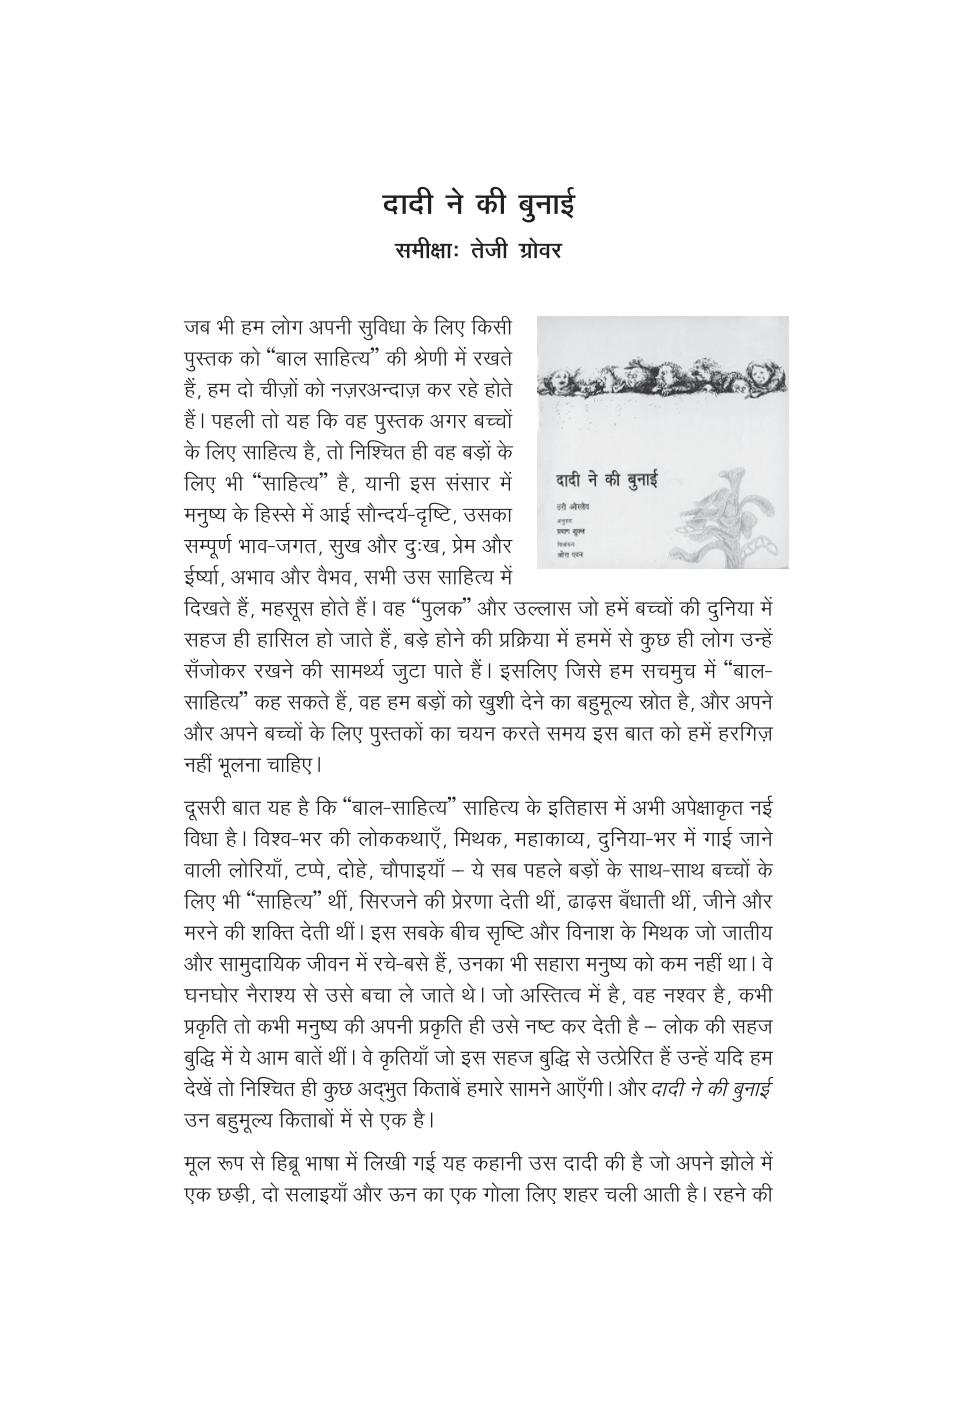 दादी ने की बुनाई
समीक्षाः तेजी ग्रोवर
जब भी हम लोग अपनी सुविधा के लिए किसी
पुस्तक को “बाल साहित्य” की श्रेणी में रखते
हैं, हम दो चीज़ों को नज़रअन्दाज़ कर रहे होते
हैं। पहली तो यह कि वह पुस्तक अगर बच्चों
के लिए साहित्य है, तो निश्चित ही वह बड़ों के
लिए भी “साहित्य” है, यानी इस संसार में
मनुष्य के हिस्से में आई सौन्दर्य-दृष्टि, उसका
सम्पूर्ण भाव-जगत, सुख और दुःख, प्रेम और
ईर्ष्या, अभाव और वैभव, सभी उस साहित्य में
दिखते हैं, महसूस होते हैं। वह “पुलक” और उल्लास जो हमें बच्चों की दुनिया में
सहज ही हासिल हो जाते हैं, बड़े होने की प्रक्रिया में हममें से कुछ ही लोग उन्हें
सँजोकर रखने की सामर्थ्य जुटा पाते हैं। इसलिए जिसे हम सचमुच में “बाल-
साहित्य” कह सकते हैं, वह हम बड़ों को खुशी देने का बहुमूल्य स्रोत है, और अपने
और अपने बच्चों के लिए पुस्तकों का चयन करते समय इस बात को हमें हरगिज़
नहीं भूलना चाहिए।
दादी ने की बुनाई
उरी ओरलेव
अनुवाद
प्रयाग शुक्ल
चित्रांकन
ओरा एतन
दूसरी बात यह है कि “बाल-साहित्य” साहित्य के इतिहास में अभी अपेक्षाकृत नई
विधा है। विश्व-भर की लोककथाएँ, मिथक, महाकाव्य, दुनिया-भर में गाई जाने
वाली लोरियाँ, टप्पे, दोहे, चौपाइयाँ – ये सब पहले बड़ों के साथ-साथ बच्चों के
लिए भी “साहित्य” थीं, सिरजने की प्रेरणा देती थीं, ढाढ़स बँधाती थीं, जीने और
मरने की शक्ति देती थीं। इस सबके बीच सृष्टि और विनाश के मिथक जो जातीय
और सामुदायिक जीवन में रचे-बसे हैं, उनका भी सहारा मनुष्य को कम नहीं था। वे
घनघोर नैराश्य से उसे बचा ले जाते थे। जो अस्तित्व में है, वह नश्वर है, कभी
प्रकृति तो कभी मनुष्य की अपनी प्रकृति ही उसे नष्ट कर देती है – लोक की सहज
बुद्धि में ये आम बातें थीं। वे कृतियाँ जो इस सहज बुद्धि से उत्प्रेरित हैं उन्हें यदि हम
देखें तो निश्चित ही कुछ अद्भुत किताबें हमारे सामने आएँगी। और दादी ने की बुनाई
उन बहुमूल्य किताबों में से एक है।
मूल रूप से हिब्रू भाषा में लिखी गई यह कहानी उस दादी की है जो अपने झोले में
एक छड़ी, दो सलाइयाँ और ऊन का एक गोला लिए शहर चली आती है। रहने की